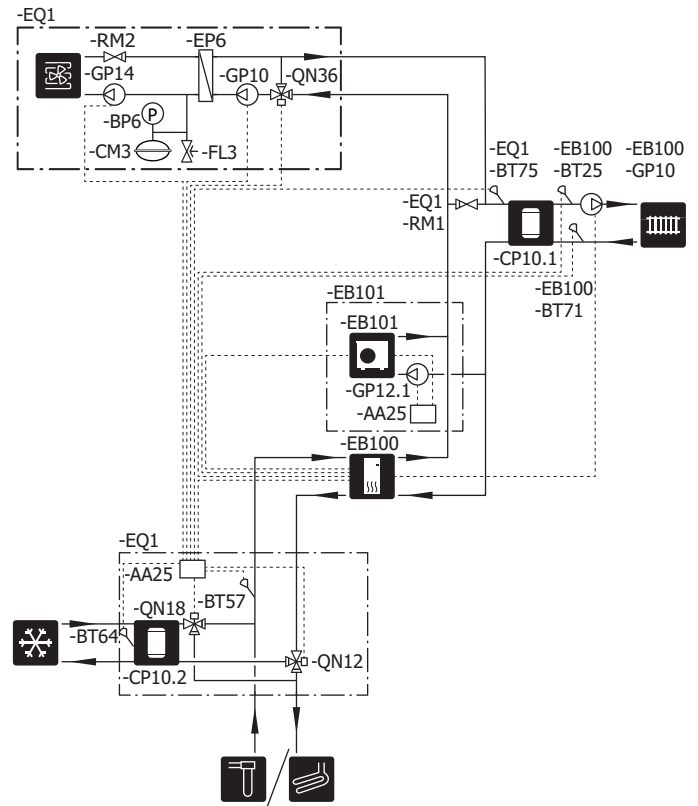 -EQ1
-RM2
-EP6
-GP14
-GP10
-QN36
-BP6
P
-CM3
-FL3
-EQ1
-BT75
-EB100
-BT25
-EB100
-GP10
-EQ1
-RM1
-CP10.1
-EB100
-BT71
-EB101
-EB101
-GP12.1
-AA25
-EB100
-EQ1
-AA25
-QN18
-BT57
-BT64
-QN12
-CP10.2